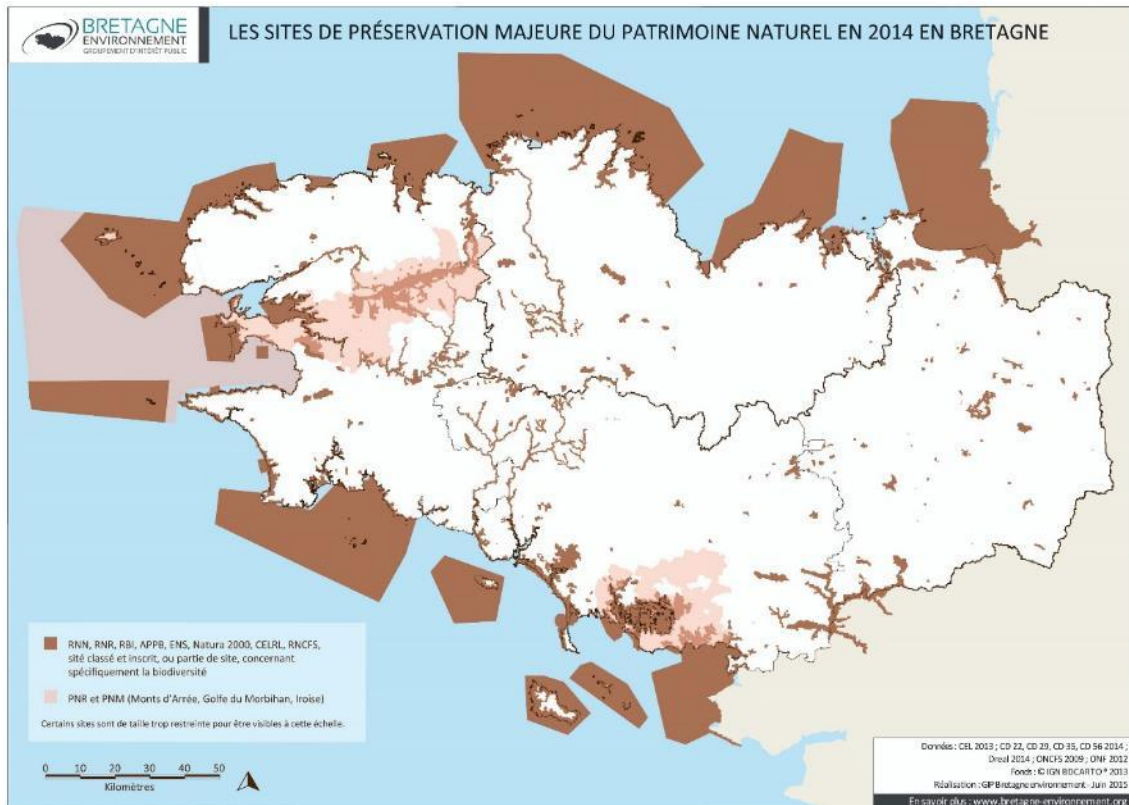 BRETAGNE
ENVIRONNEMENT
GROUPEMENT D'INTÉRÊT PUBLIC
LES SITES DE PRÉSERVATION MAJEURE DU PATRIMOINE NATUREL EN 2014 EN BRETAGNE
RNN, RNR, RBI, APPB, ENS, Natura 2000, CELRL, RNCFS,
sité classé et inscrit, ou partie de site, concernant
spécifiquement la biodiversité
PNR et PNM (Monts d'Arrée, Golfe du Morbihan, Iroise)
Certains sites sont de taille trop restreinte pour être visibles à cette échelle.
0 10 20 30 40 50
Kilomètres
Données : CEL 2013 ; CD 22, CD 29, CD 35, CD 56 2014 ;
Dreal 2014 ; ONCFS 2009 ; ONF 2012
Fonds : © IGN BDCARTO ® 2013
Réalisation : GIP Bretagne environnement - Juin 2015
En savoir plus : www.bretagne-environnement.org